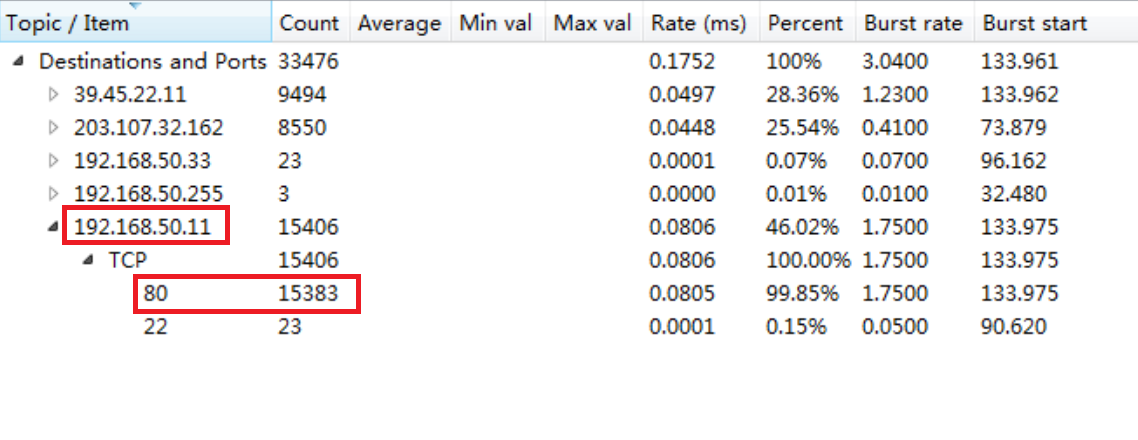 Topic / Item Count Average Min val Max val Rate (ms) Percent Burst rate Burst start
Destinations and Ports 33476 0.1752 100% 3.0400 133.961
39.45.22.11 9494 0.0497 28.36% 1.2300 133.962
203.107.32.162 8550 0.0448 25.54% 0.4100 73.879
192.168.50.33 23 0.0001 0.07% 0.0700 96.162
192.168.50.255 3 0.0000 0.01% 0.0100 32.480
192.168.50.11 15406 0.0806 46.02% 1.7500 133.975
TCP 15406 0.0806 100.00% 1.7500 133.975
80 15383 0.0805 99.85% 1.7500 133.975
22 23 0.0001 0.15% 0.0500 90.620